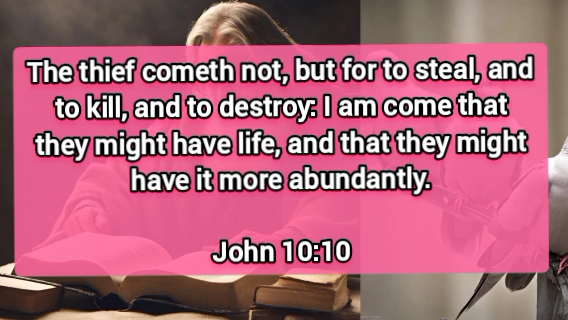 The thief cometh not, but for to steal, and
to kill, and to destroy: I am come that
they might have life, and that they might
have it more abundantly.
John 10:10